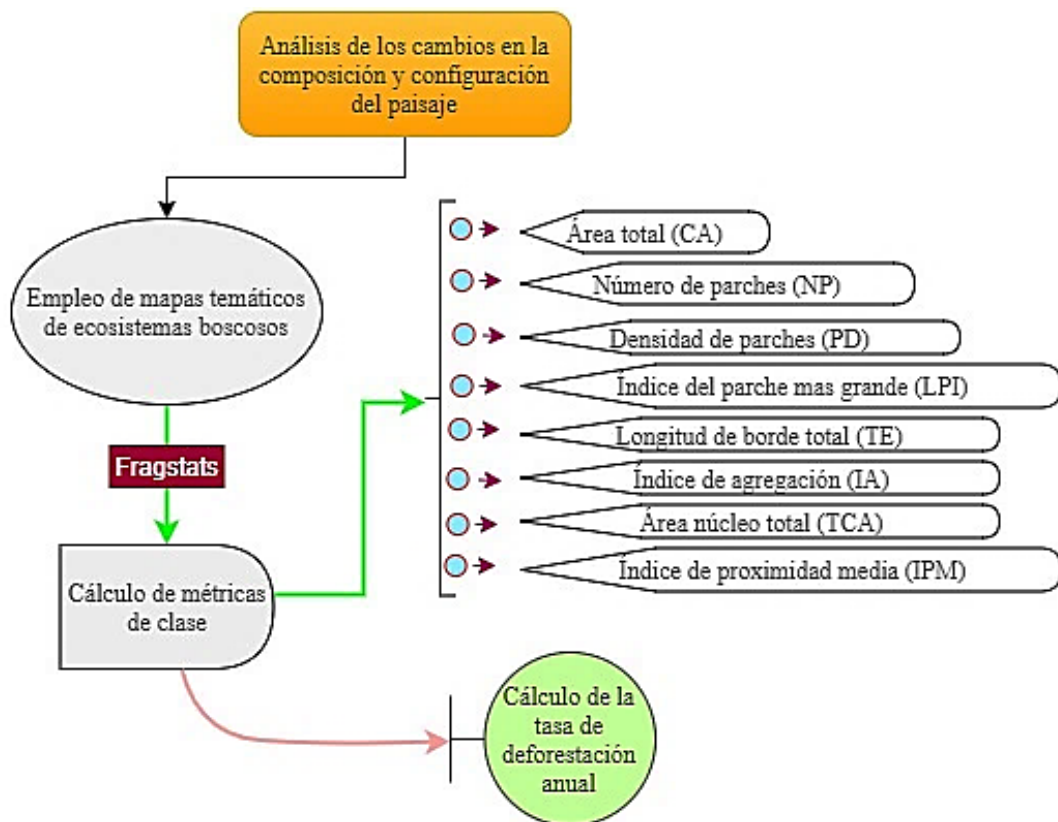 Análisis de los cambios en la
composición y configuración
del paisaje
Empleo de mapas temáticos
de ecosistemas boscosos
Fragstats
Cálculo de métricas
de clase
Área total (CA)
Número de parches (NP)
Densidad de parches (PD)
Índice del parche mas grande (LPI)
Longitud de borde total (TE)
Índice de agregación (IA)
Área núcleo total (TCA)
Índice de proximidad media (IPM)
Cálculo de la
tasa de
deforestación
anual